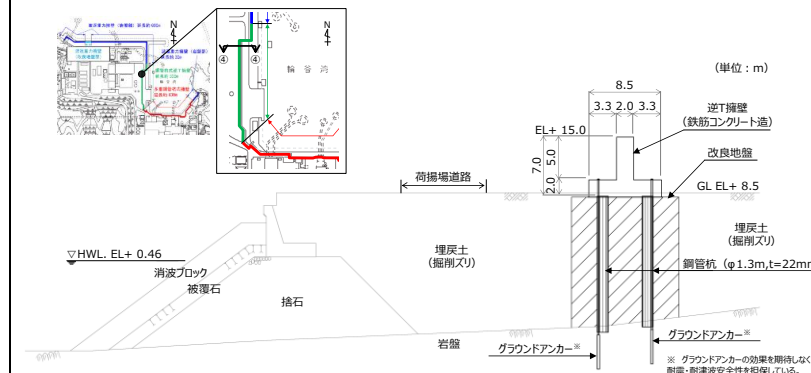 N
N
④
④
輪谷湾
(単位：m)
8.5
3.3 2.0 3.3
逆T擁壁
(鉄筋コンクリート造)
EL+ 15.0
7.0
5.0
2.0
改良地盤
荷揚場道路
GL EL+ 8.5
▽HWL. EL+ 0.46
消波ブロック
被覆石
捨石
埋戻土
(掘削ズリ)
埋戻土
(掘削ズリ)
鋼管杭（φ1.3m,t=22mm
岩盤
グラウンドアンカー※
グラウンドアンカー※
※ グラウンドアンカーの効果を期待しなく
耐震・耐津波安全性を担保している。